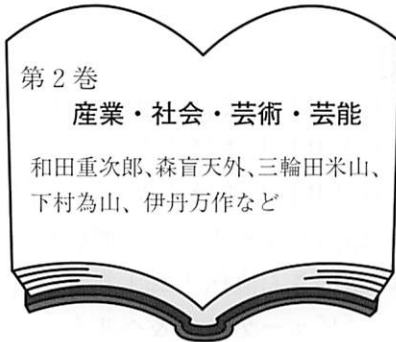 第2巻
産業・社会・芸術・芸能
和田重次郎、森盲天外、三輪田米山、
下村為山、伊丹万作など